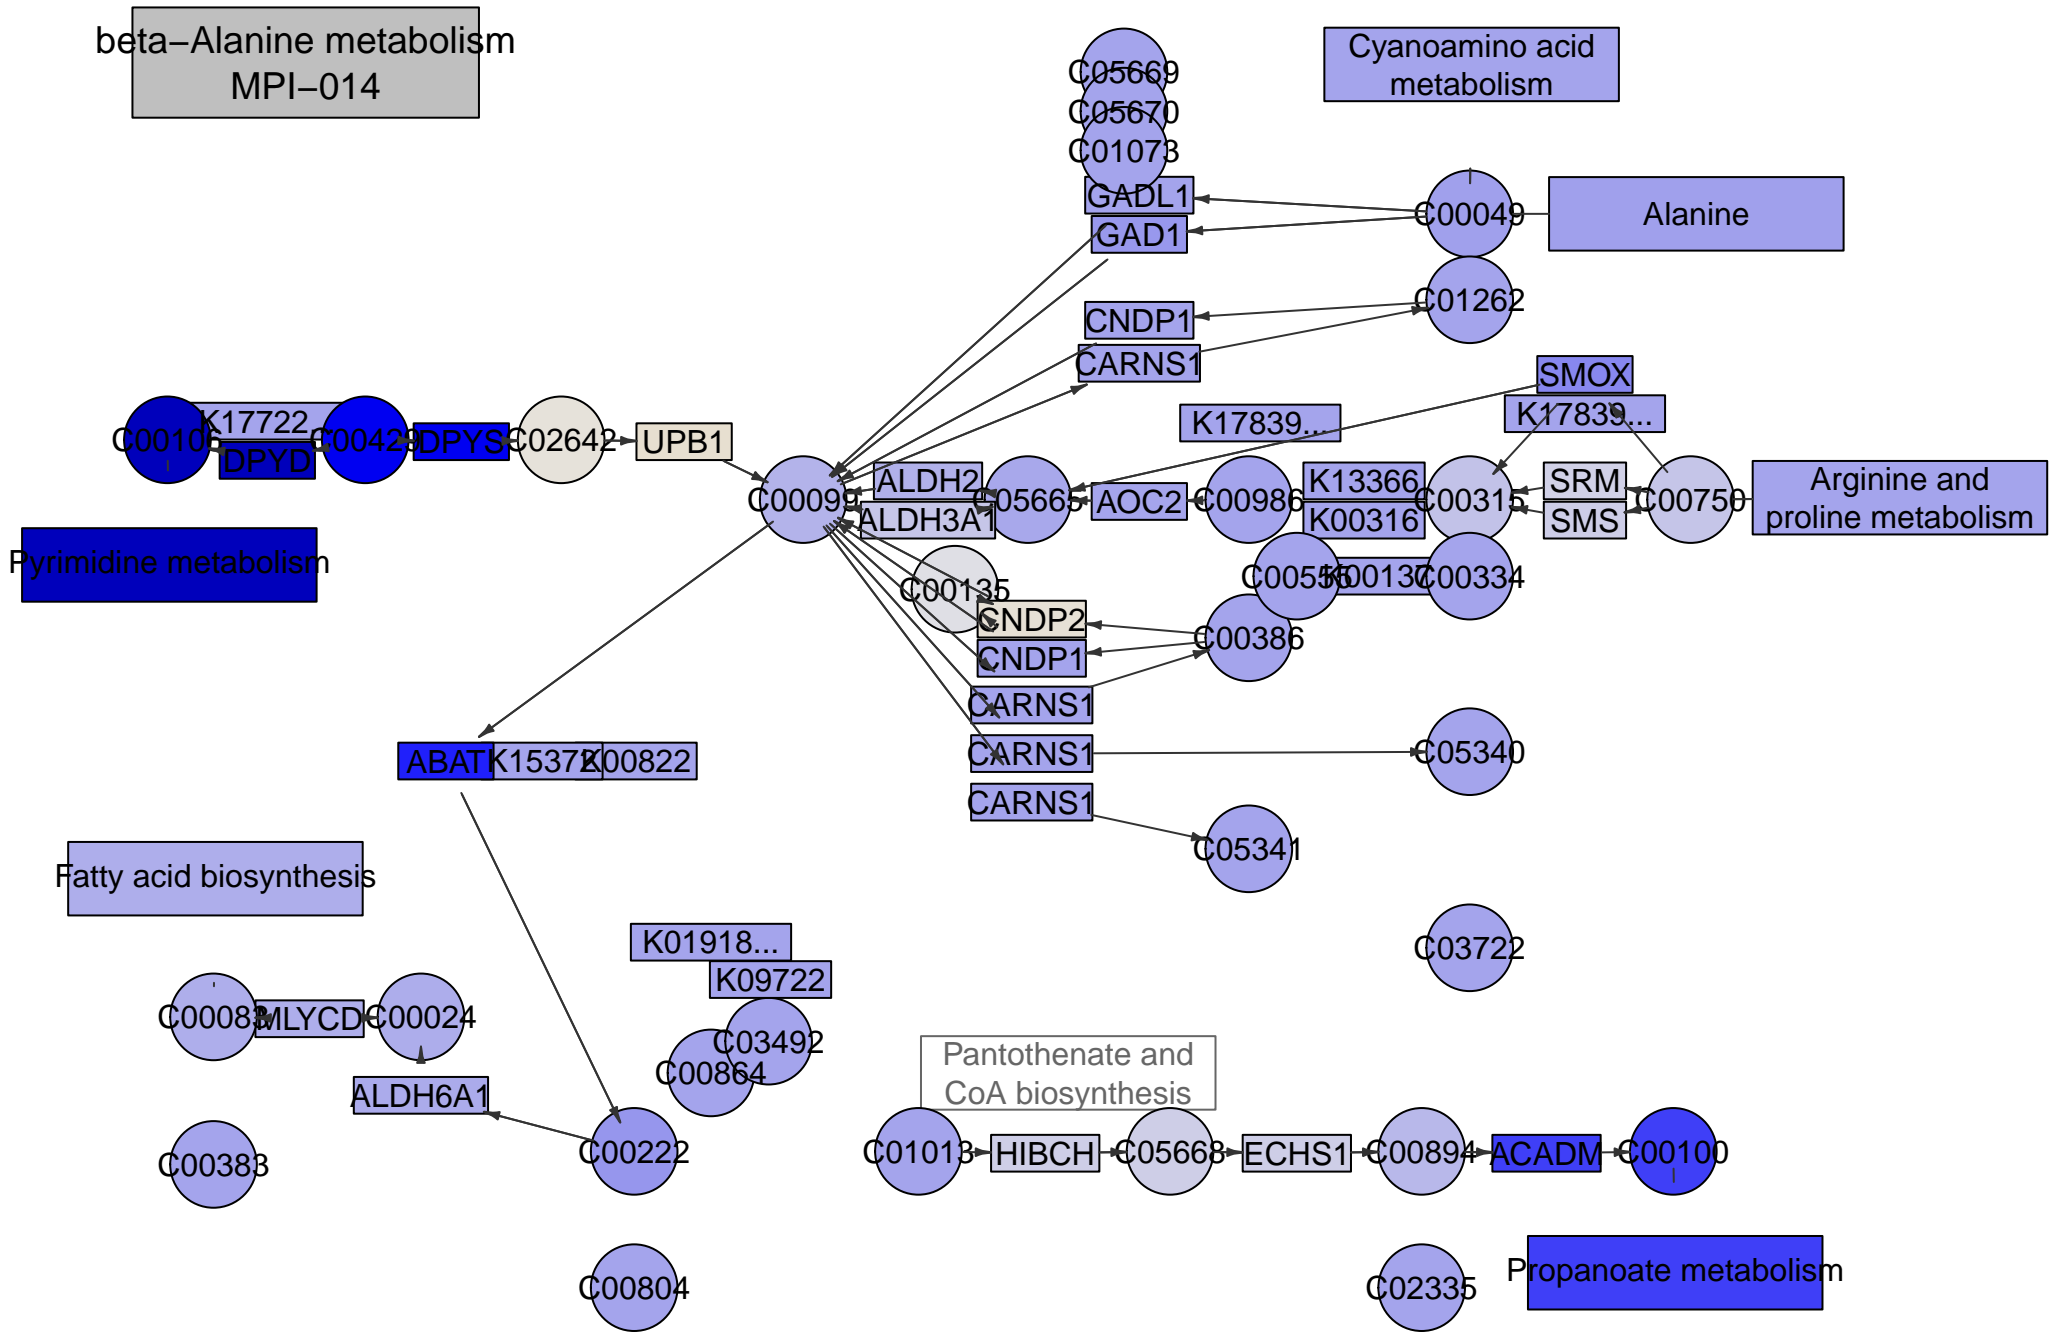 beta–Alanine metabolism
MPI–014
C05669
C05670
C01073
Cyanoamino acid
metabolism
GADL1
GAD1
C00049
Alanine
C01262
CNDP1
CARNS1
SMOX
K17839...
K17839...
C00106
K17722...
DPYD
C00429
DPYS
C02642
UPB1
C00099
ALDH2
ALDH3A1
C05665
AOC2
C00986
K13366
K00316
C00315
SRM
SMS
C00750
Arginine and
proline metabolism
Pyrimidine metabolism
C00135
C00555
K00137
C00334
CNDP2
CNDP1
C00386
CARNS1
CARNS1
CARNS1
C05340
C05341
ABAT
K15372
K00822
Fatty acid biosynthesis
K01918...
K09722
C03722
C00083
MLYCD
C00024
C03492
C00864
ALDH6A1
Pantothenate and
CoA biosynthesis
C00383
C00222
C01013
HIBCH
C05668
ECHS1
C00894
ACADM
C00100
C00804
C02335
Propanoate metabolism